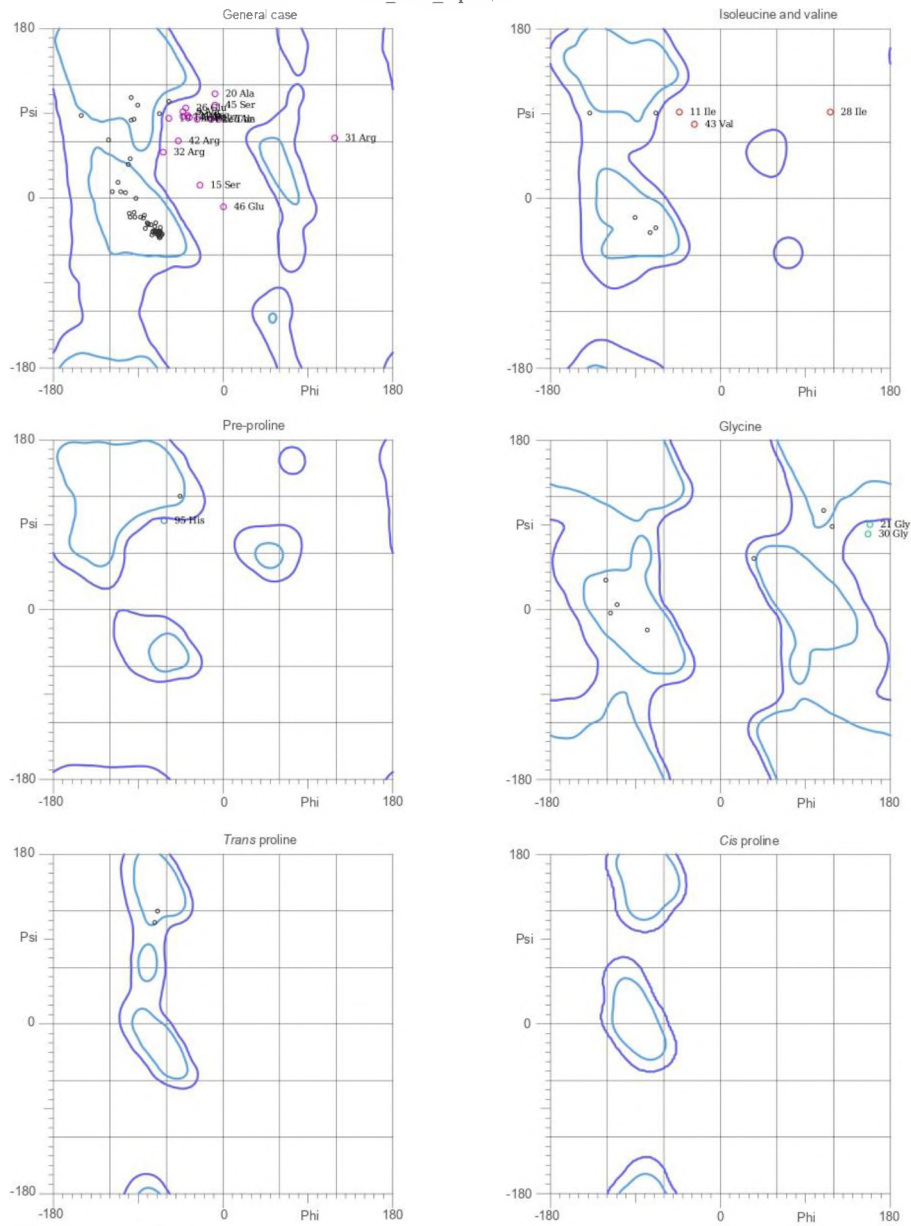 General case
180
Psi
0
-180
-180 0 Phi 180
20 Ala
45 Ser
26 Glu
31 Arg
42 Arg
32 Arg
15 Ser
46 Glu
Isoleucine and valine
180
Psi
0
-180
-180 0 Phi 180
11 Ile
28 Ile
43 Val
Pre-proline
180
Psi
0
-180
-180 0 Phi 180
95 His
Glycine
180
Psi
0
-180
-180 0 Phi 180
21 Gly
30 Gly
Trans proline
180
Psi
0
-180
-180 0 Phi 180
Cis proline
180
Psi
0
-180
-180 0 Phi 180